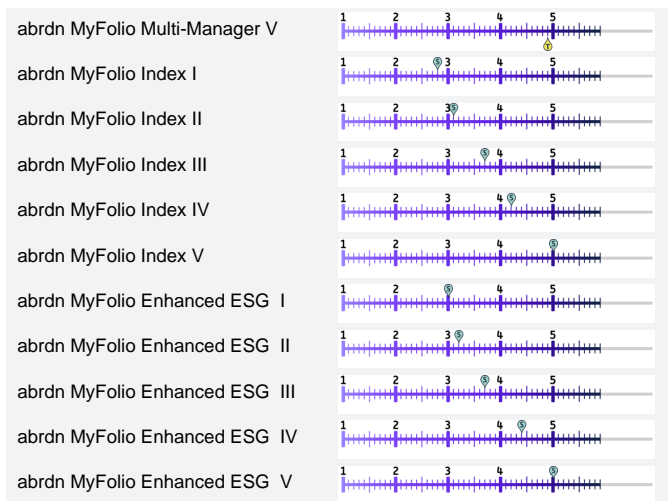 abrdn MyFolio Multi-Manager V
1 2 3 4 5
T
abrdn MyFolio Index I
1 2 S 3 4 5
abrdn MyFolio Index II
1 2 3 S 4 5
abrdn MyFolio Index III
1 2 3 S 4 5
abrdn MyFolio Index IV
1 2 3 4 S 5
abrdn MyFolio Index V
1 2 3 4 5
S
abrdn MyFolio Enhanced ESG I
1 2 3 4 5
S
abrdn MyFolio Enhanced ESG II
1 2 3 S 4 5
abrdn MyFolio Enhanced ESG III
1 2 3 S 4 5
abrdn MyFolio Enhanced ESG IV
1 2 3 4 S 5
abrdn MyFolio Enhanced ESG V
1 2 3 4 5
S